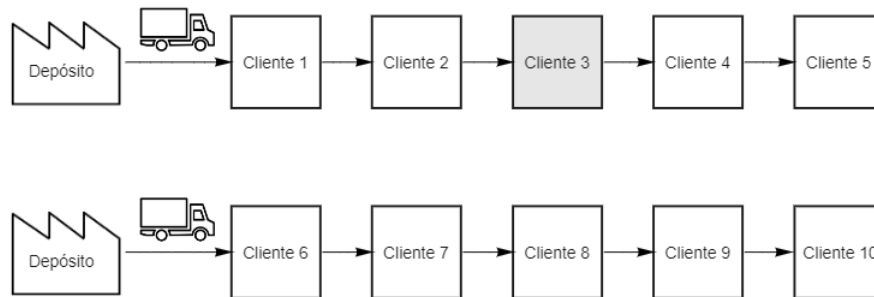 Depósito
Cliente 1
Cliente 2
Cliente 3
Cliente 4
Cliente 5
Depósito
Cliente 6
Cliente 7
Cliente 8
Cliente 9
Cliente 10